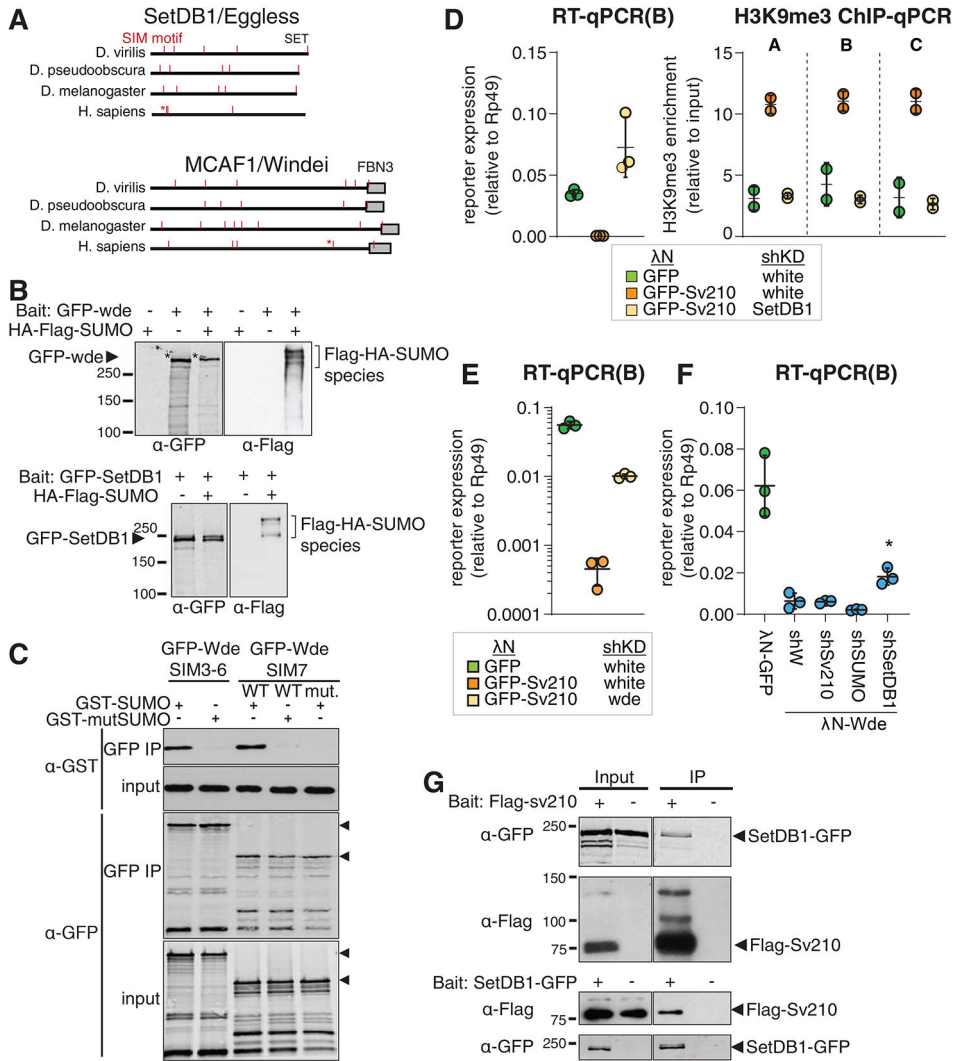 A
SetDB1/Eggless
SIM motif
SET
D. virilis
D. pseudoobscura
D. melanogaster
H. sapiens
*
MCAF1/Windei
FBN3
D. virilis
D. pseudoobscura
D. melanogaster
H. sapiens
*
B
Bait: GFP-wde - + + - + +
HA-Flag-SUMO + - + + - +
GFP-wde
* *
250
150
100
Flag-HA-SUMO
species
α-GFP α-Flag
Bait: GFP-SetDB1 + + + +
HA-Flag-SUMO - + - +
GFP-SetDB1
250
150
100
Flag-HA-SUMO
species
α-GFP α-Flag
C
GFP-Wde GFP-Wde
SIM3-6 SIM7
WT WT mut.
GST-SUMO + - + - +
GST-mutSUMO - + - + -
α-GST
GFP IP
input
α-GFP
GFP IP
input
D
RT-qPCR(B)
reporter expression
(relative to Rp49)
0.15
0.10
0.05
0.00
H3K9me3 ChIP-qPCR
A B C
H3K9me3 enrichment
(relative to input)
15
10
5
0
λN shKD
GFP white
GFP-Sv210 white
GFP-Sv210 SetDB1
E
RT-qPCR(B)
reporter expression
(relative to Rp49)
0.1
0.01
0.001
0.0001
λN shKD
GFP white
GFP-Sv210 white
GFP-Sv210 wde
F
RT-qPCR(B)
reporter expression
(relative to Rp49)
0.10
0.08
0.06
0.04
0.02
0.00
*
λN-GFP
shW
shSv210
shSUMO
shSetDB1
λN-Wde
G
Input IP
Bait: Flag-sv210 + - + -
α-GFP
250
SetDB1-GFP
α-Flag
150
100
75
Flag-Sv210
Bait: SetDB1-GFP + - + -
α-Flag
75
Flag-Sv210
α-GFP
250
SetDB1-GFP